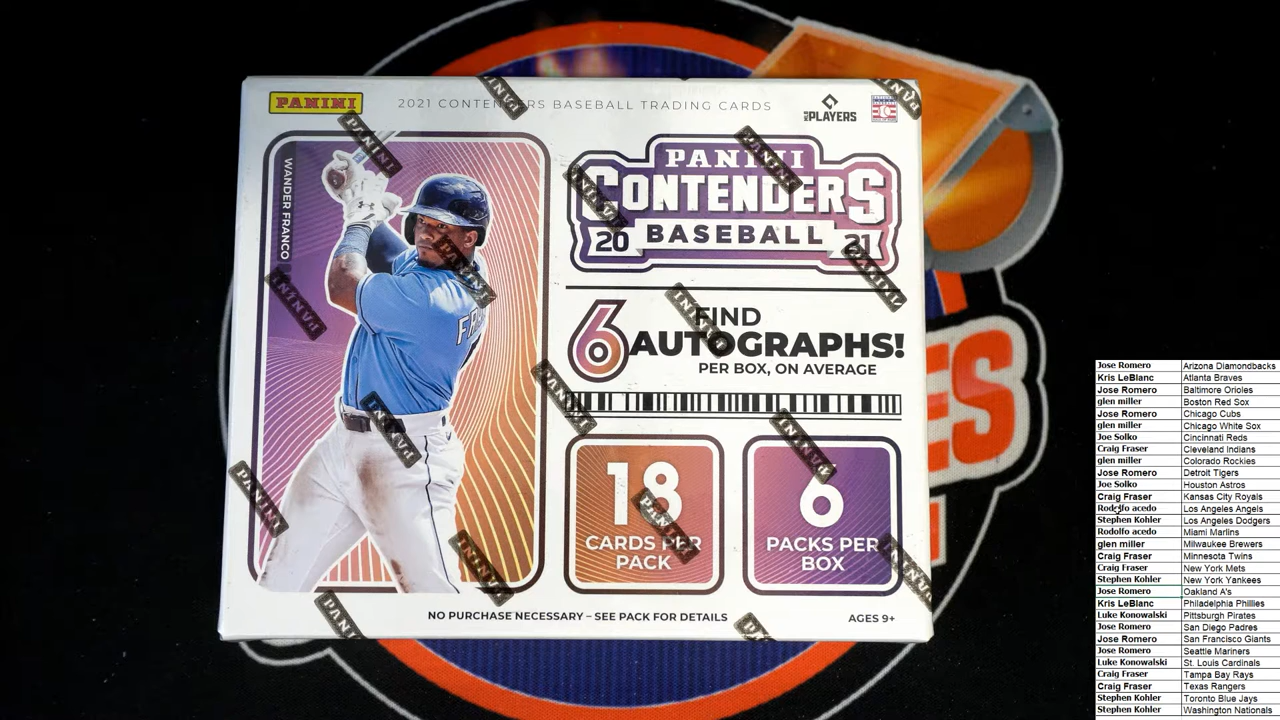 PANINI
2021 CONTENDERS BASEBALL TRADING CARDS
MLB PLAYERS
WANDER FRANCO
PANINI
CONTENDERS
20 BASEBALL 21
6 FIND
AUTOGRAPHS!
PER BOX, ON AVERAGE
18
CARDS PER
PACK
6
PACKS PER
BOX
NO PURCHASE NECESSARY – SEE PACK FOR DETAILS
AGES 9+
ES
Jose Romero Arizona Diamondbacks
Kris LeBlanc Atlanta Braves
Jose Romero Baltimore Orioles
glen miller Boston Red Sox
Jose Romero Chicago Cubs
glen miller Chicago White Sox
Joe Solko Cincinnati Reds
Craig Fraser Cleveland Indians
glen miller Colorado Rockies
Jose Romero Detroit Tigers
Joe Solko Houston Astros
Craig Fraser Kansas City Royals
Rodolfo acedo Los Angeles Angels
Stephen Kohler Los Angeles Dodgers
Rodolfo acedo Miami Marlins
glen miller Milwaukee Brewers
Craig Fraser Minnesota Twins
Craig Fraser New York Mets
Stephen Kohler New York Yankees
Jose Romero Oakland A's
Kris LeBlanc Philadelphia Phillies
Luke Konowalski Pittsburgh Pirates
Jose Romero San Diego Padres
Jose Romero San Francisco Giants
Jose Romero Seattle Mariners
Luke Konowalski St. Louis Cardinals
Craig Fraser Tampa Bay Rays
Craig Fraser Texas Rangers
Stephen Kohler Toronto Blue Jays
Stephen Kohler Washington Nationals